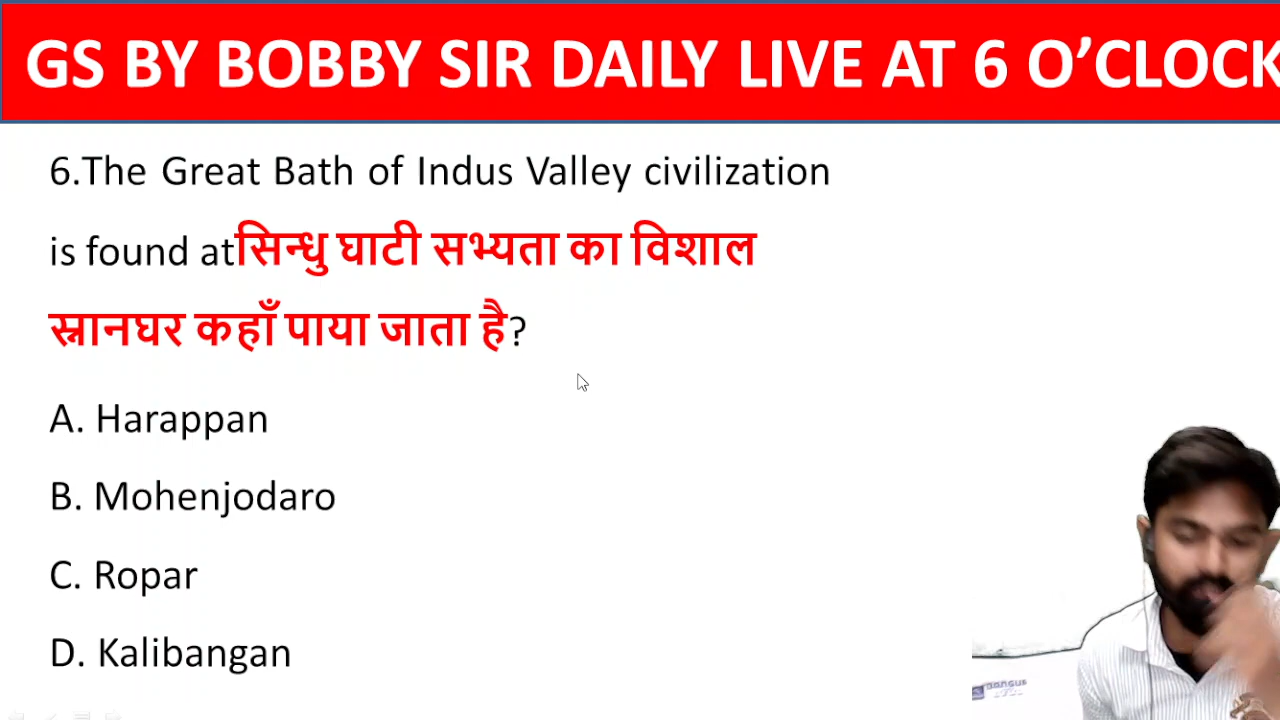 GS BY BOBBY SIR DAILY LIVE AT 6 O’CLOCK
6.The Great Bath of Indus Valley civilization
is found atसिन्धु घाटी सभ्यता का विशाल
स्नानघर कहाँ पाया जाता है?
A. Harappan
B. Mohenjodaro
C. Ropar
D. Kalibangan